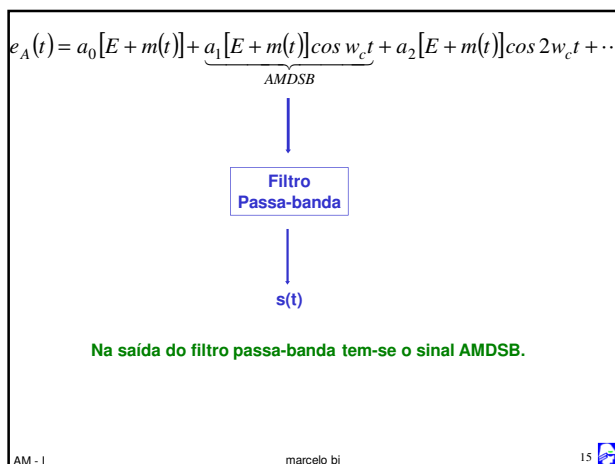 e_A(t) = a_0[E + m(t)] + a_1[E + m(t)]cos w_c t + a_2[E + m(t)]cos 2w_c t + ⋯
AMDSB
Filtro
Passa-banda
s(t)
Na saída do filtro passa-banda tem-se o sinal AMDSB.
AM - I
marcelo bj
15